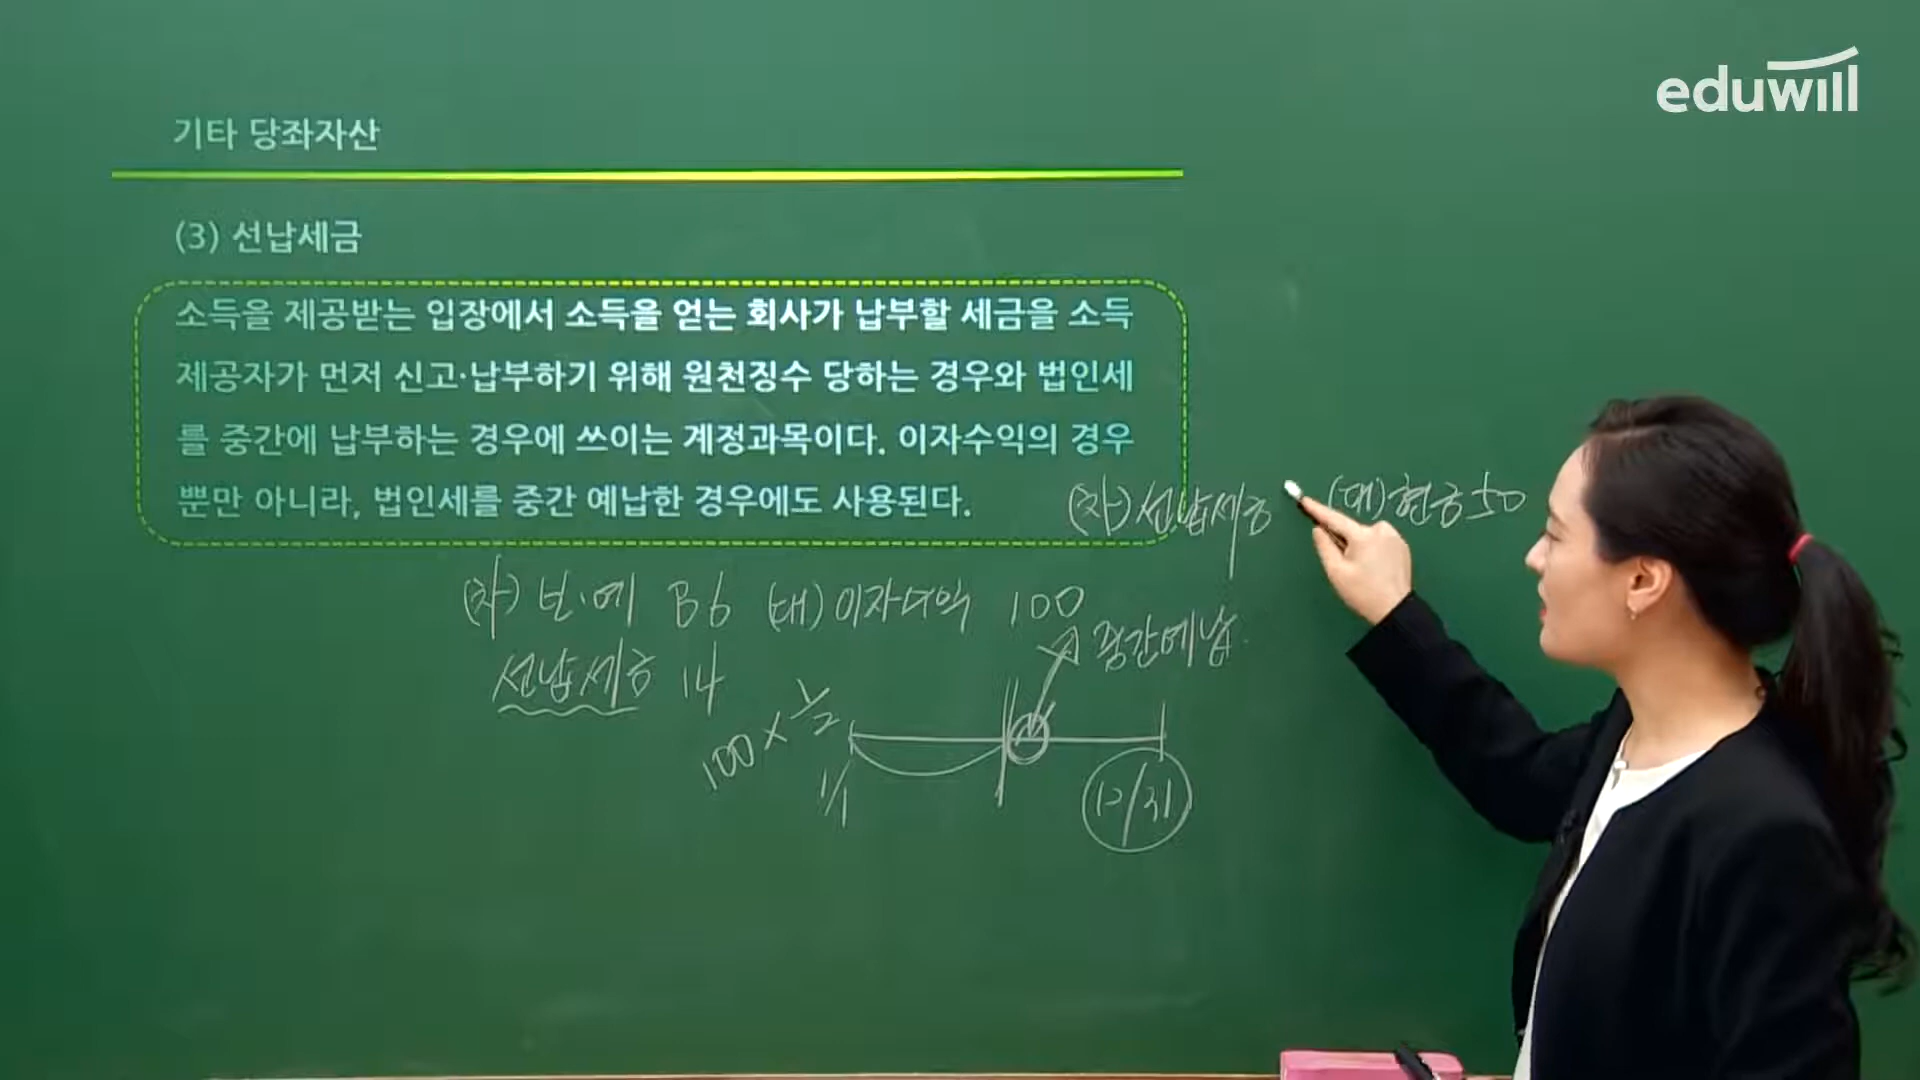 eduwill
기타 당좌자산
(3) 선납세금
소득을 제공받는 입장에서 소득을 얻는 회사가 납부할 세금을 소득
제공자가 먼저 신고·납부하기 위해 원천징수 당하는 경우와 법인세
를 중간에 납부하는 경우에 쓰이는 계정과목이다. 이자수익의 경우
뿐만 아니라, 법인세를 중간 예납한 경우에도 사용된다.
(차) 선납세금 (대) 현금 50
(차) 보·예 86 (대) 이자수익 100
선납세금 14
중간예납
100 × 1/2
1/1
12/31